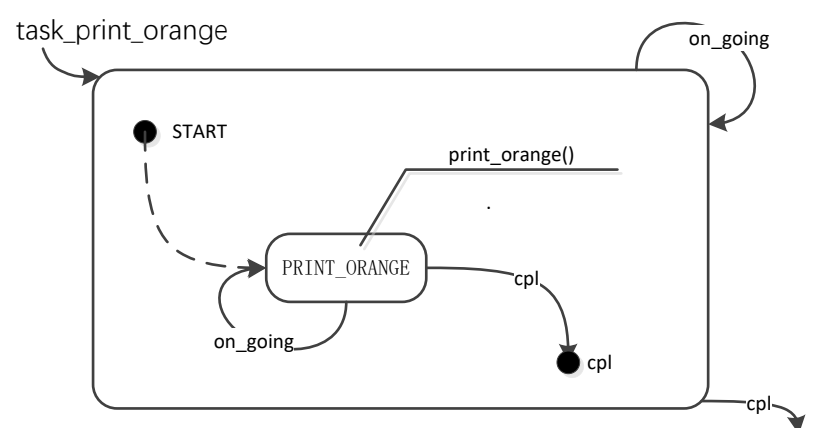 task_print_orange
on_going
START
print_orange()
.
PRINT_ORANGE
cpl
on_going
cpl
cpl